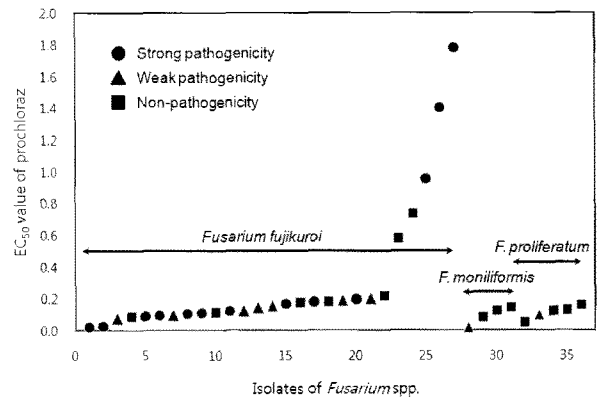 2.0
1.8
1.6
1.4
1.2
1.0
0.8
0.6
0.4
0.2
0.0
EC50 value of prochloraz
Strong pathogenicity
Weak pathogenicity
Non-pathogenicity
Fusarium fujikuroi
F. proliferatum
F. moniliformis
0 5 10 15 20 25 30 35
Isolates of Fusarium spp.